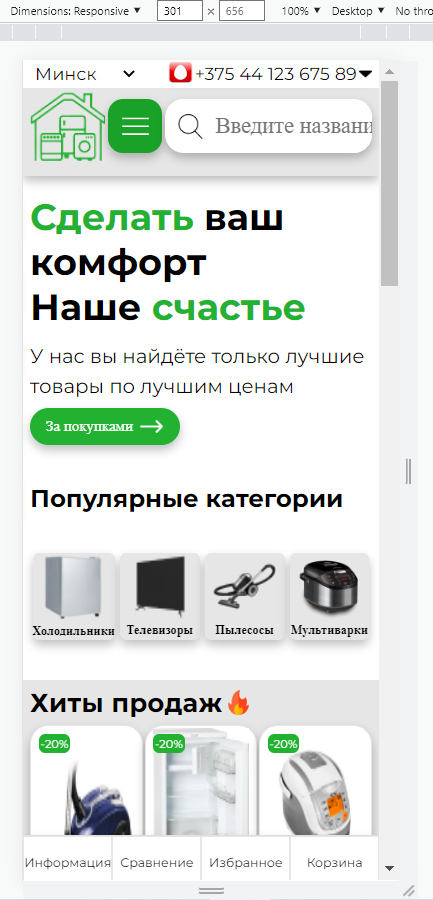 Dimensions: Responsive ▼ 301 × 656 100% ▼ Desktop ▼ No thro
Минск +375 44 123 675 89
Введите названи
Сделать ваш
комфорт
Наше счастье
У нас вы найдёте только лучшие
товары по лучшим ценам
За покупками
Популярные категории
Холодильники Телевизоры Пылесосы Мультиварки
Хиты продаж🔥
-20% -20% -20%
Информация Сравнение Избранное Корзина